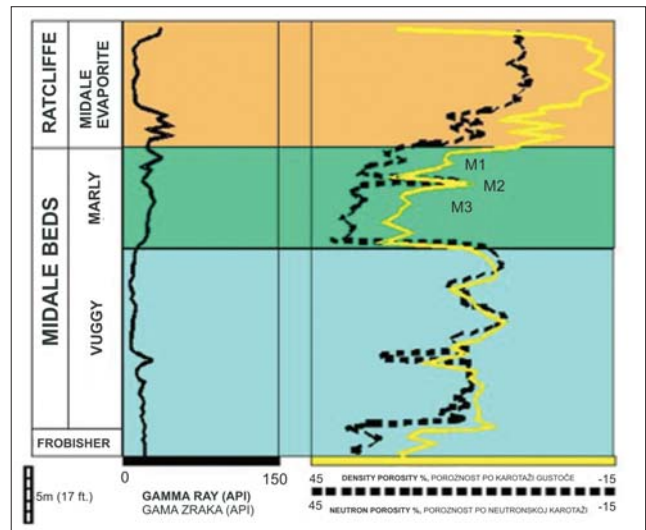 RATCLIFFE
MIDALE
EVAPORITE
MIDALE BEDS
MARLY
VUGGY
FROBISHER
M1
M2
M3
5m (17 ft.)
0 150
GAMMA RAY (API)
GAMA ZRAKA (API)
45 DENSITY POROSITY %, POROZNOST PO KAROTAŽI GUSTOČE -15
45 NEUTRON POROSITY %, POROZNOST PO NEUTRONSKOJ KAROTAŽI -15